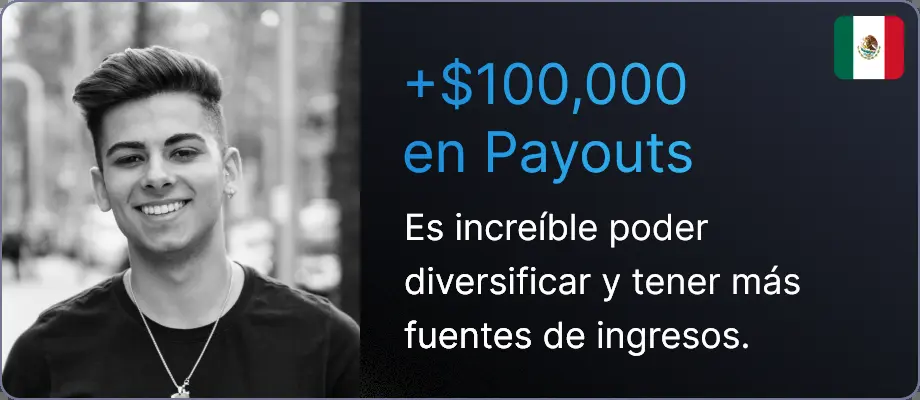 +$100,000
en Payouts
Es increíble poder
diversificar y tener más
fuentes de ingresos.